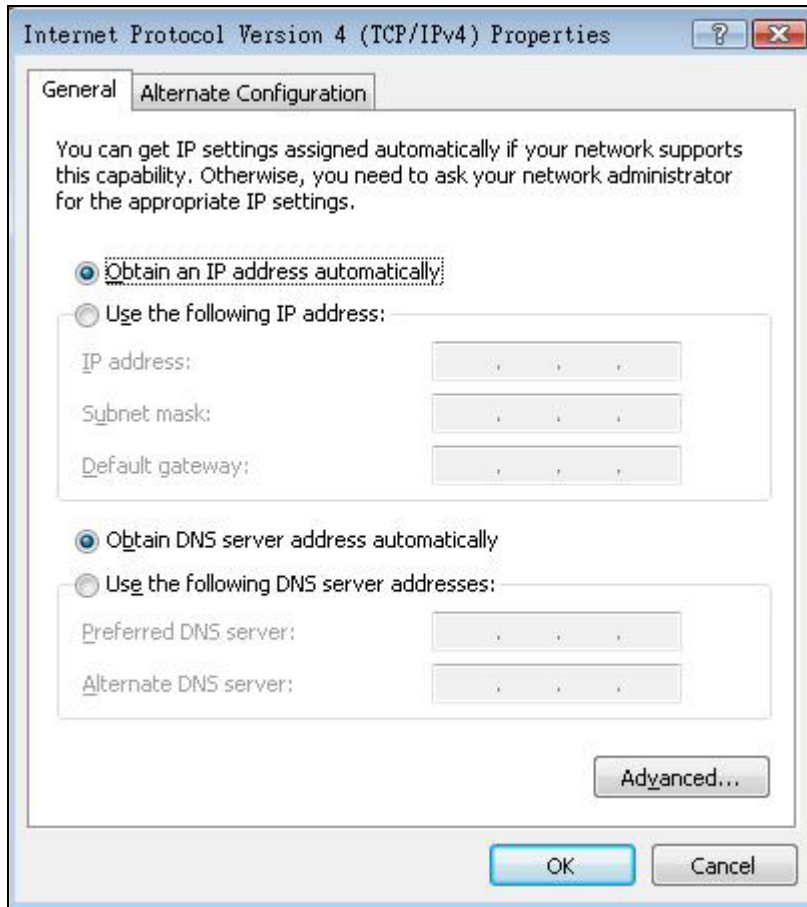 Internet Protocol Version 4 (TCP/IPv4) Properties
General
Alternate Configuration
You can get IP settings assigned automatically if your network supports
this capability. Otherwise, you need to ask your network administrator
for the appropriate IP settings.
Obtain an IP address automatically
Use the following IP address:
IP address:
Subnet mask:
Default gateway:
Obtain DNS server address automatically
Use the following DNS server addresses:
Preferred DNS server:
Alternate DNS server:
Advanced...
OK
Cancel